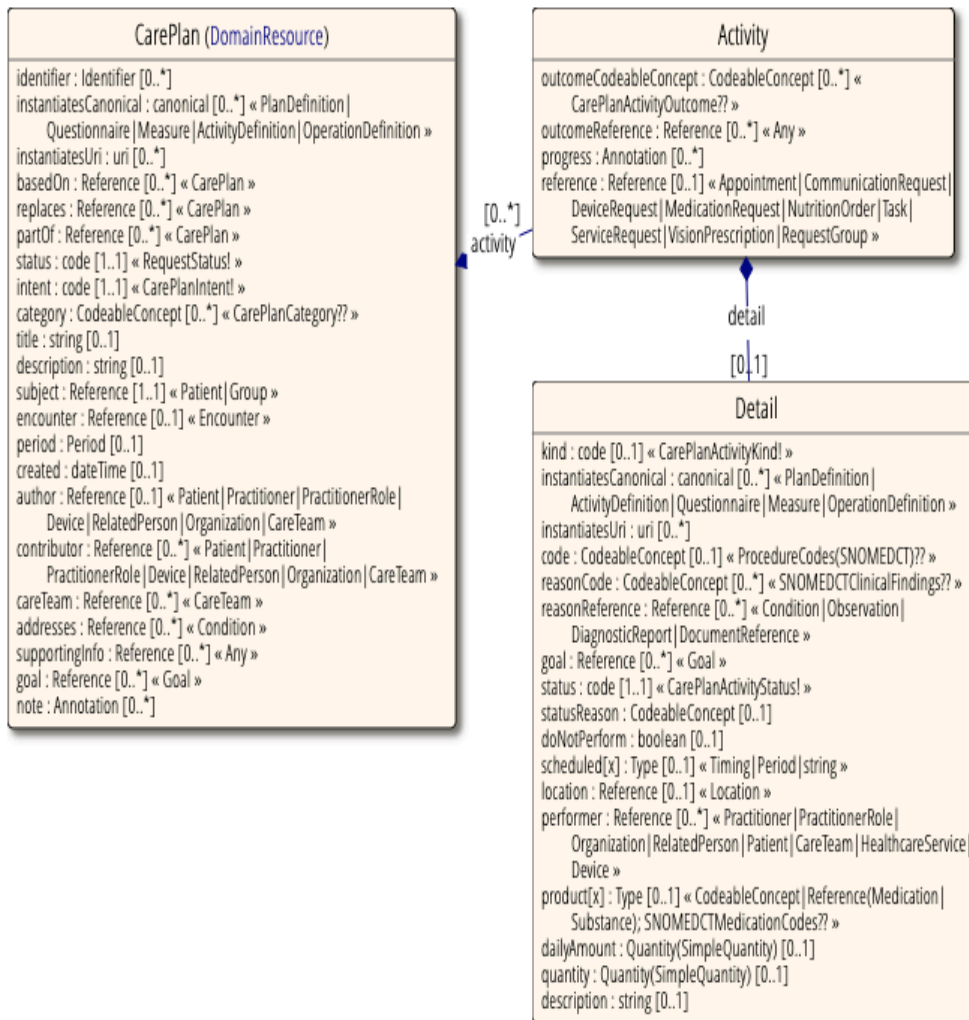 CarePlan (DomainResource)
identifier : Identifier [0..*]
instantiatesCanonical : canonical [0..*] « PlanDefinition|
Questionnaire|Measure|ActivityDefinition|OperationDefinition »
instantiatesUri : uri [0..*]
basedOn : Reference [0..*] « CarePlan »
replaces : Reference [0..*] « CarePlan »
partOf : Reference [0..*] « CarePlan »
status : code [1..1] « RequestStatus! »
intent : code [1..1] « CarePlanIntent! »
category : CodeableConcept [0..*] « CarePlanCategory?? »
title : string [0..1]
description : string [0..1]
subject : Reference [1..1] « Patient|Group »
encounter : Reference [0..1] « Encounter »
period : Period [0..1]
created : dateTime [0..1]
author : Reference [0..1] « Patient|Practitioner|PractitionerRole|
Device|RelatedPerson|Organization|CareTeam »
contributor : Reference [0..*] « Patient|Practitioner|
PractitionerRole|Device|RelatedPerson|Organization|CareTeam »
careTeam : Reference [0..*] « CareTeam »
addresses : Reference [0..*] « Condition »
supportingInfo : Reference [0..*] « Any »
goal : Reference [0..*] « Goal »
note : Annotation [0..*]
[0..*]
activity
Activity
outcomeCodeableConcept : CodeableConcept [0..*] «
CarePlanActivityOutcome?? »
outcomeReference : Reference [0..*] « Any »
progress : Annotation [0..*]
reference : Reference [0..1] « Appointment|CommunicationRequest|
DeviceRequest|MedicationRequest|NutritionOrder|Task|
ServiceRequest|VisionPrescription|RequestGroup »
detail
[0..1]
Detail
kind : code [0..1] « CarePlanActivityKind! »
instantiatesCanonical : canonical [0..*] « PlanDefinition|
ActivityDefinition|Questionnaire|Measure|OperationDefinition »
instantiatesUri : uri [0..*]
code : CodeableConcept [0..1] « ProcedureCodes(SNOMEDCT)?? »
reasonCode : CodeableConcept [0..*] « SNOMEDCTClinicalFindings?? »
reasonReference : Reference [0..*] « Condition|Observation|
DiagnosticReport|DocumentReference »
goal : Reference [0..*] « Goal »
status : code [1..1] « CarePlanActivityStatus! »
statusReason : CodeableConcept [0..1]
doNotPerform : boolean [0..1]
scheduled[x] : Type [0..1] « Timing|Period|string »
location : Reference [0..1] « Location »
performer : Reference [0..*] « Practitioner|PractitionerRole|
Organization|RelatedPerson|Patient|CareTeam|HealthcareService|
Device »
product[x] : Type [0..1] « CodeableConcept|Reference(Medication|
Substance); SNOMEDCTMedicationCodes?? »
dailyAmount : Quantity(SimpleQuantity) [0..1]
quantity : Quantity(SimpleQuantity) [0..1]
description : string [0..1]